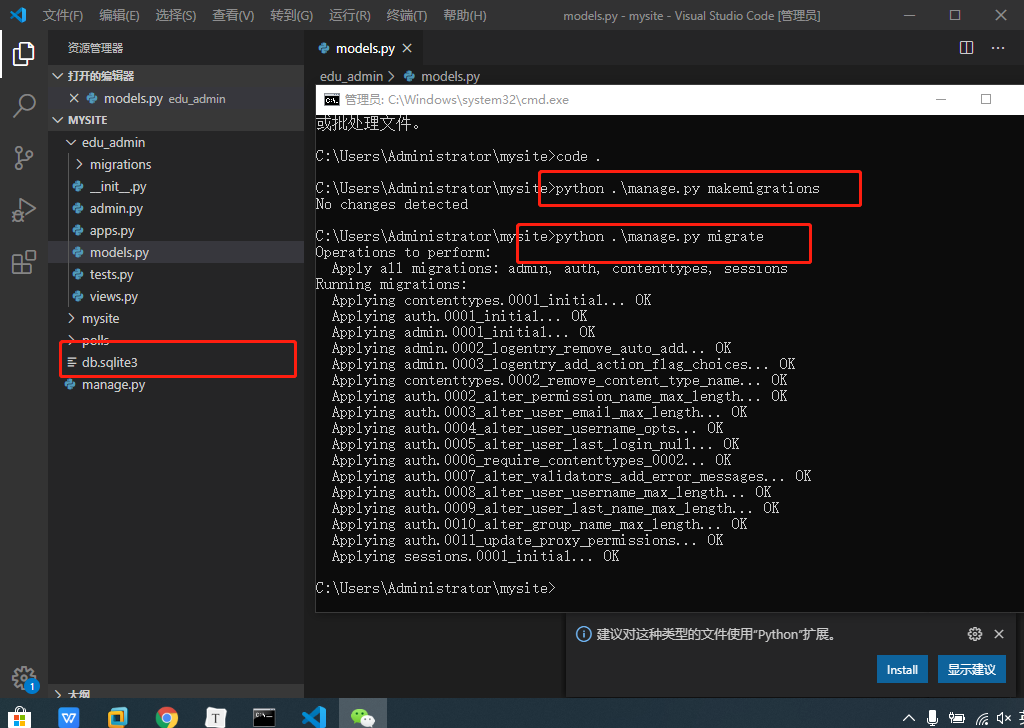 文件(F) 编辑(E) 选择(S) 查看(V) 转到(G) 运行(R) 终端(T) 帮助(H) models.py - mysite - Visual Studio Code [管理员]
资源管理器
打开的编辑器
models.py edu_admin
MYSITE
edu_admin
migrations
__init__.py
admin.py
apps.py
models.py
tests.py
views.py
mysite
polls
db.sqlite3
manage.py
大纲
1
models.py
edu_admin > models.py
管理员: C:\Windows\system32\cmd.exe
或批处理文件。
C:\Users\Administrator\mysite>code .
C:\Users\Administrator\mysite>python .\manage.py makemigrations
No changes detected
C:\Users\Administrator\mysite>python .\manage.py migrate
Operations to perform:
Apply all migrations: admin, auth, contenttypes, sessions
Running migrations:
Applying contenttypes.0001_initial... OK
Applying auth.0001_initial... OK
Applying admin.0001_initial... OK
Applying admin.0002_logentry_remove_auto_add... OK
Applying admin.0003_logentry_add_action_flag_choices... OK
Applying contenttypes.0002_remove_content_type_name... OK
Applying auth.0002_alter_permission_name_max_length... OK
Applying auth.0003_alter_user_email_max_length... OK
Applying auth.0004_alter_user_username_opts... OK
Applying auth.0005_alter_user_last_login_null... OK
Applying auth.0006_require_contenttypes_0002... OK
Applying auth.0007_alter_validators_add_error_messages... OK
Applying auth.0008_alter_user_username_max_length... OK
Applying auth.0009_alter_user_last_name_max_length... OK
Applying auth.0010_alter_group_name_max_length... OK
Applying auth.0011_update_proxy_permissions... OK
Applying sessions.0001_initial... OK
C:\Users\Administrator\mysite>
建议对这种类型的文件使用"Python"扩展。
Install 显示建议